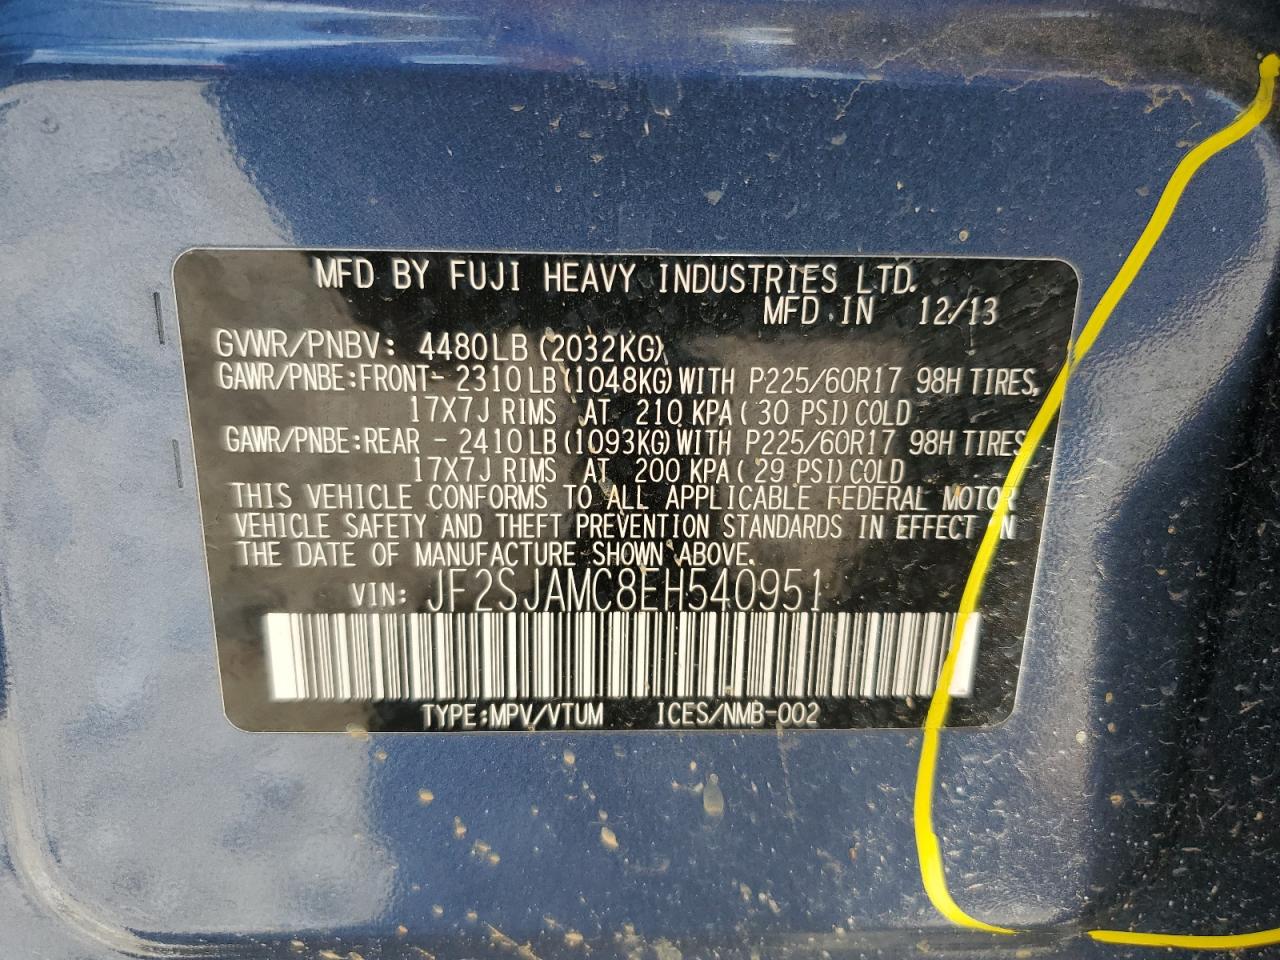 MFD BY FUJI HEAVY INDUSTRIES LTD.
MFD IN 12/13
GVWR/PNBV: 4480LB (2032KG)
GAWR/PNBE:FRONT- 2310 LB (1048KG) WITH P225/60R17 98H TIRES,
17X7J RIMS AT 210 KPA ( 30 PSI) COLD
GAWR/PNBE:REAR - 2410 LB (1093KG) WITH P225/60R17 98H TIRES
17X7J RIMS AT 200 KPA ( 29 PSI) COLD
THIS VEHICLE CONFORMS TO ALL APPLICABLE FEDERAL MOTOR
VEHICLE SAFETY AND THEFT PREVENTION STANDARDS IN EFFECT ON
THE DATE OF MANUFACTURE SHOWN ABOVE.
VIN: JF2SJAMC8EH540951
TYPE:MPV/VTUM ICES/NMB-002